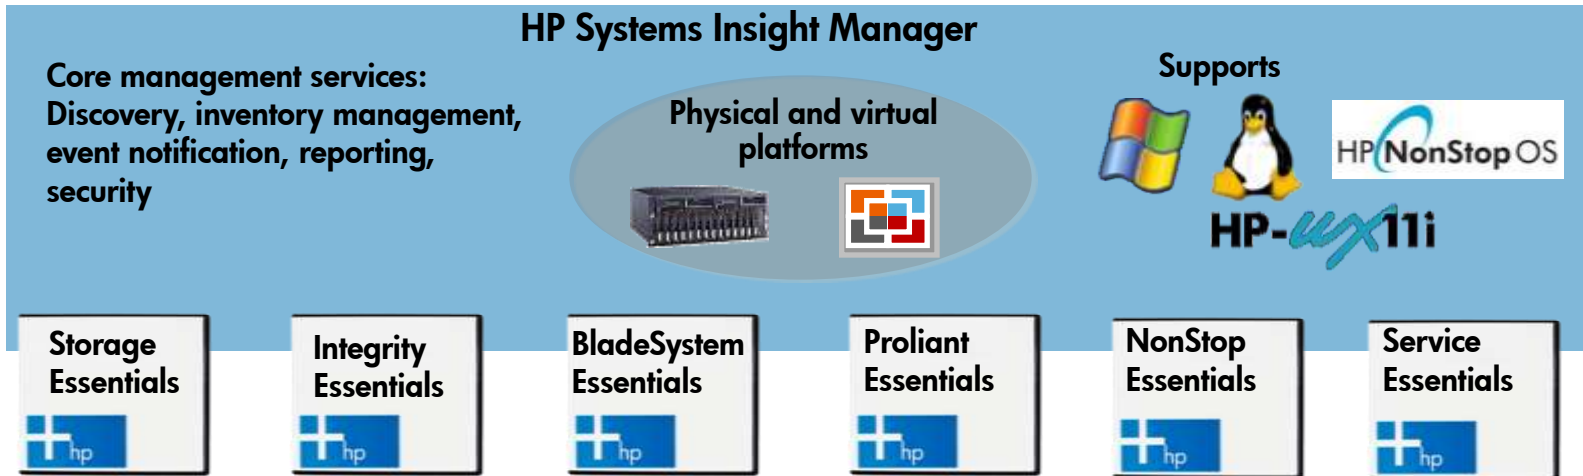 HP Systems Insight Manager
Core management services:
Discovery, inventory management,
event notification, reporting,
security
Physical and virtual
platforms
Supports
HP NonStop OS
HP-UX 11i
Storage
Essentials
hp
Integrity
Essentials
hp
BladeSystem
Essentials
hp
Proliant
Essentials
hp
NonStop
Essentials
hp
Service
Essentials
hp